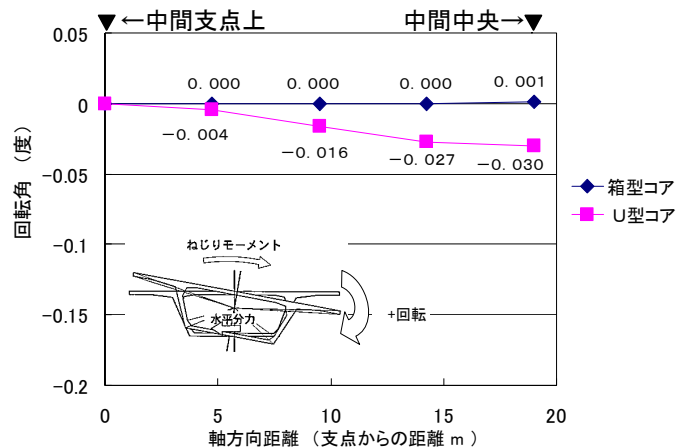 ▼←中間支点上
中間中央→▼
0.05
0
-0.05
-0.1
-0.15
-0.2
回転角 (度)
0.000
0.000
0.000
0.001
-0.004
-0.016
-0.027
-0.030
箱型コア
U型コア
ねじりモーメント
水平分力
+回転
0
5
10
15
20
軸方向距離 (支点からの距離 m)